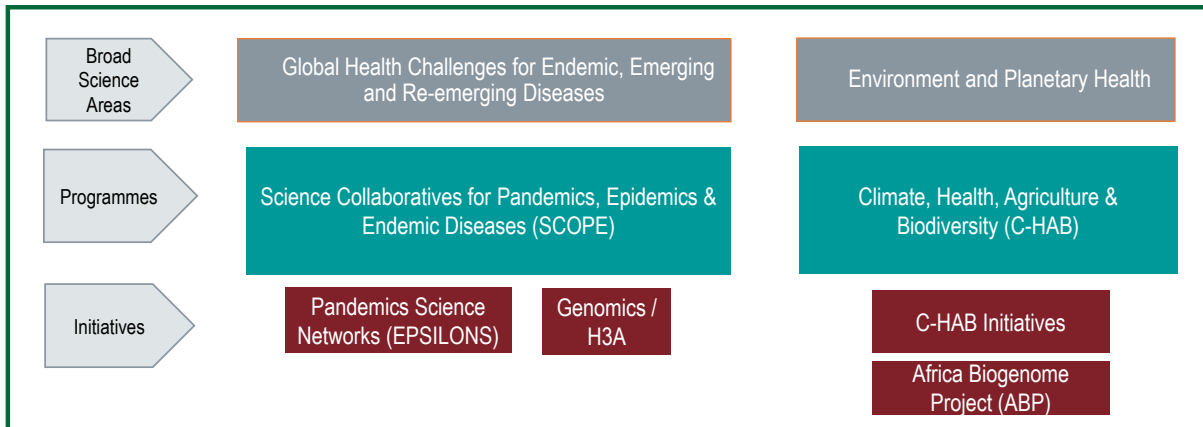 Broad
Science
Areas
Global Health Challenges for Endemic, Emerging
and Re-emerging Diseases
Environment and Planetary Health
Programmes
Science Collaboratives for Pandemics, Epidemics &
Endemic Diseases (SCOPE)
Climate, Health, Agriculture &
Biodiversity (C-HAB)
Initiatives
Pandemics Science
Networks (EPSILONS)
Genomics /
H3A
C-HAB Initiatives
Africa Biogenome
Project (ABP)